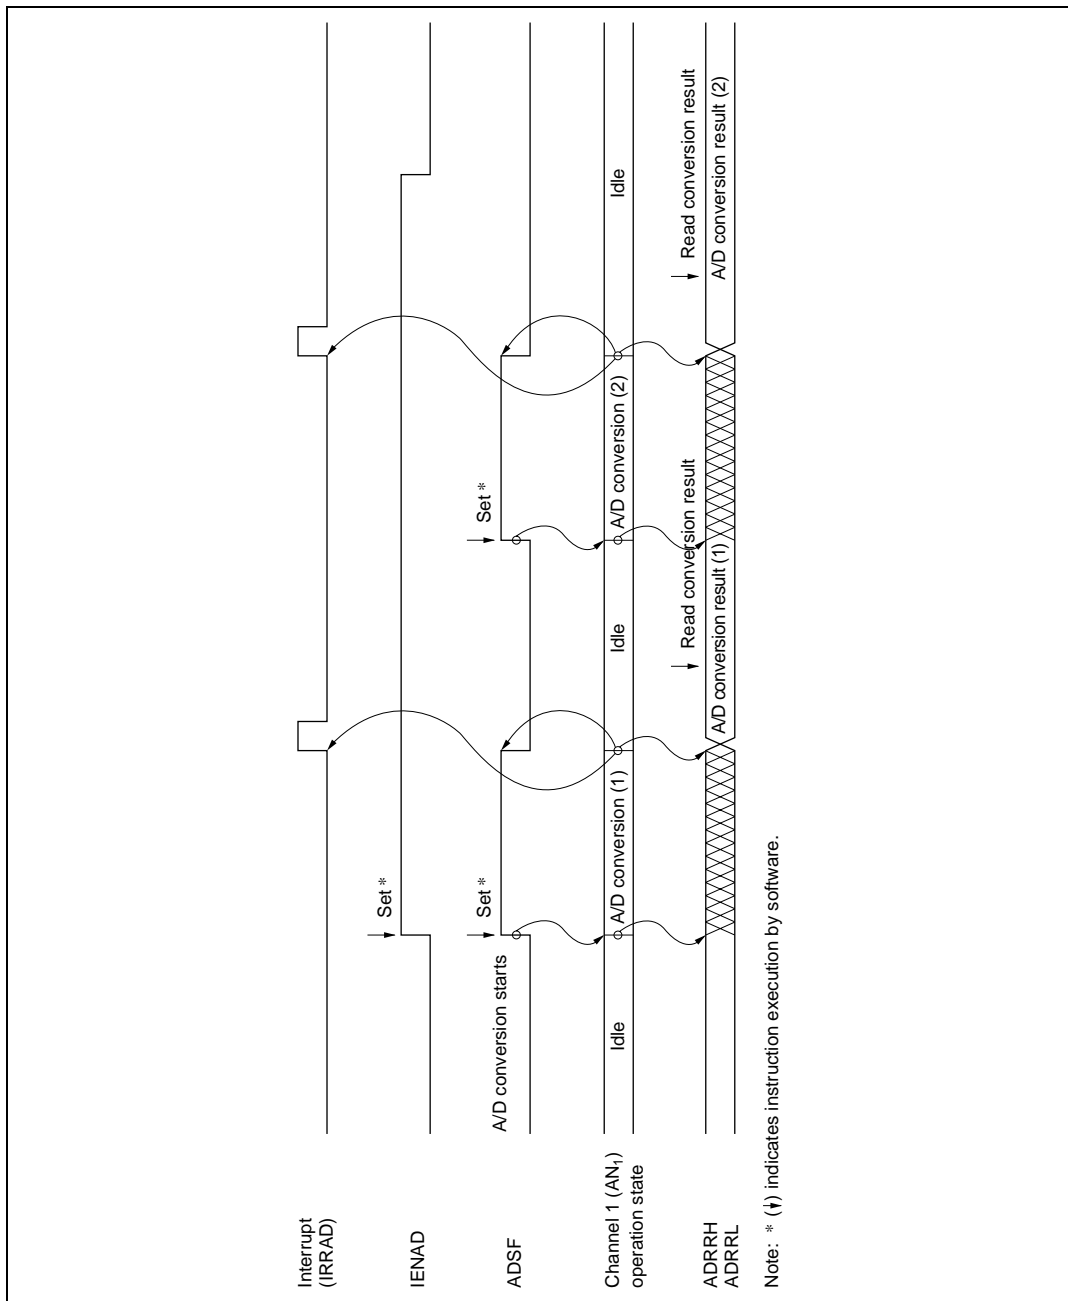 Interrupt
(IRRAD)
IENAD
Set *
ADSF
A/D conversion starts
Set *
Set *
Channel 1 (AN1)
operation state
Idle
A/D conversion (1)
Idle
A/D conversion (2)
Idle
Read conversion result
Read conversion result
ADRRH
ADRRL
A/D conversion result (1)
A/D conversion result (2)
Note: * (↓) indicates instruction execution by software.